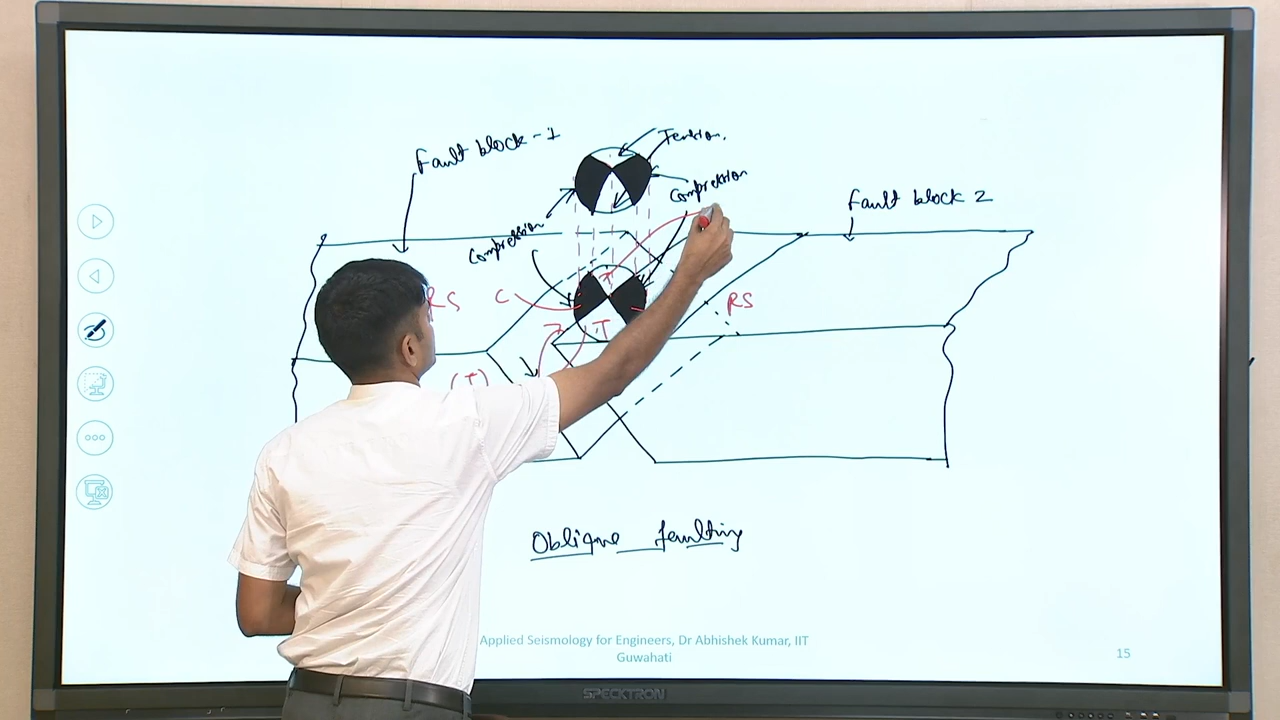 Fault block-1
Tension.
Compression
Fault block 2
Compression
RS
C
T
RS
T
(T)
Oblique faulting
Applied Seismology for Engineers, Dr Abhishek Kumar, IIT
Guwahati
15
SPECKTRON